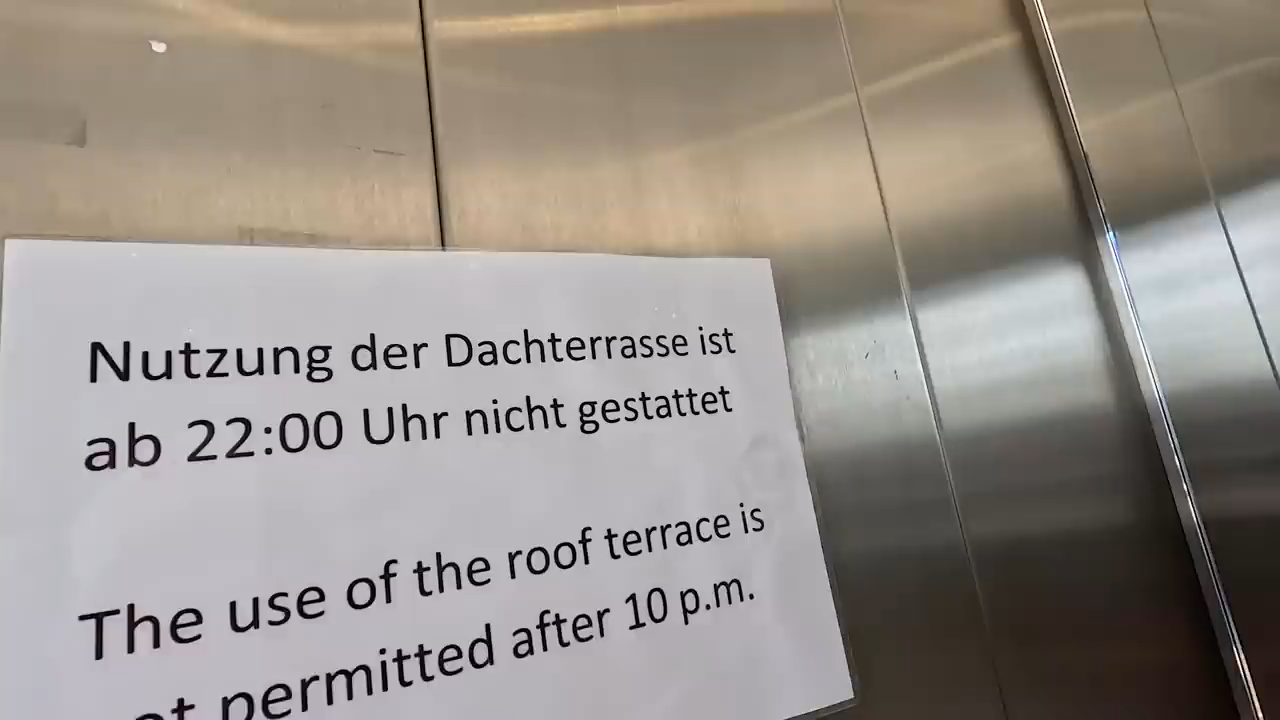 Nutzung der Dachterrasse ist
ab 22:00 Uhr nicht gestattet
The use of the roof terrace is
permitted after 10 p.m.